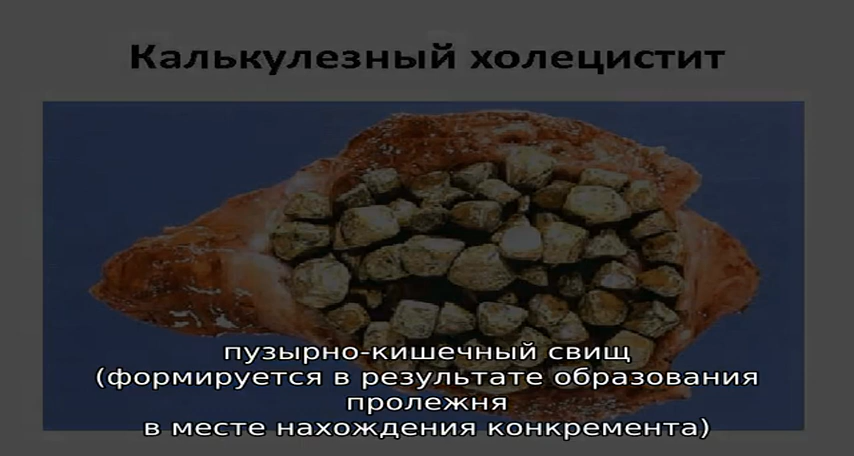 Калькулезный холецистит
пузырно-кишечный свищ
(формируется в результате образования
пролежня
в месте нахождения конкремента)